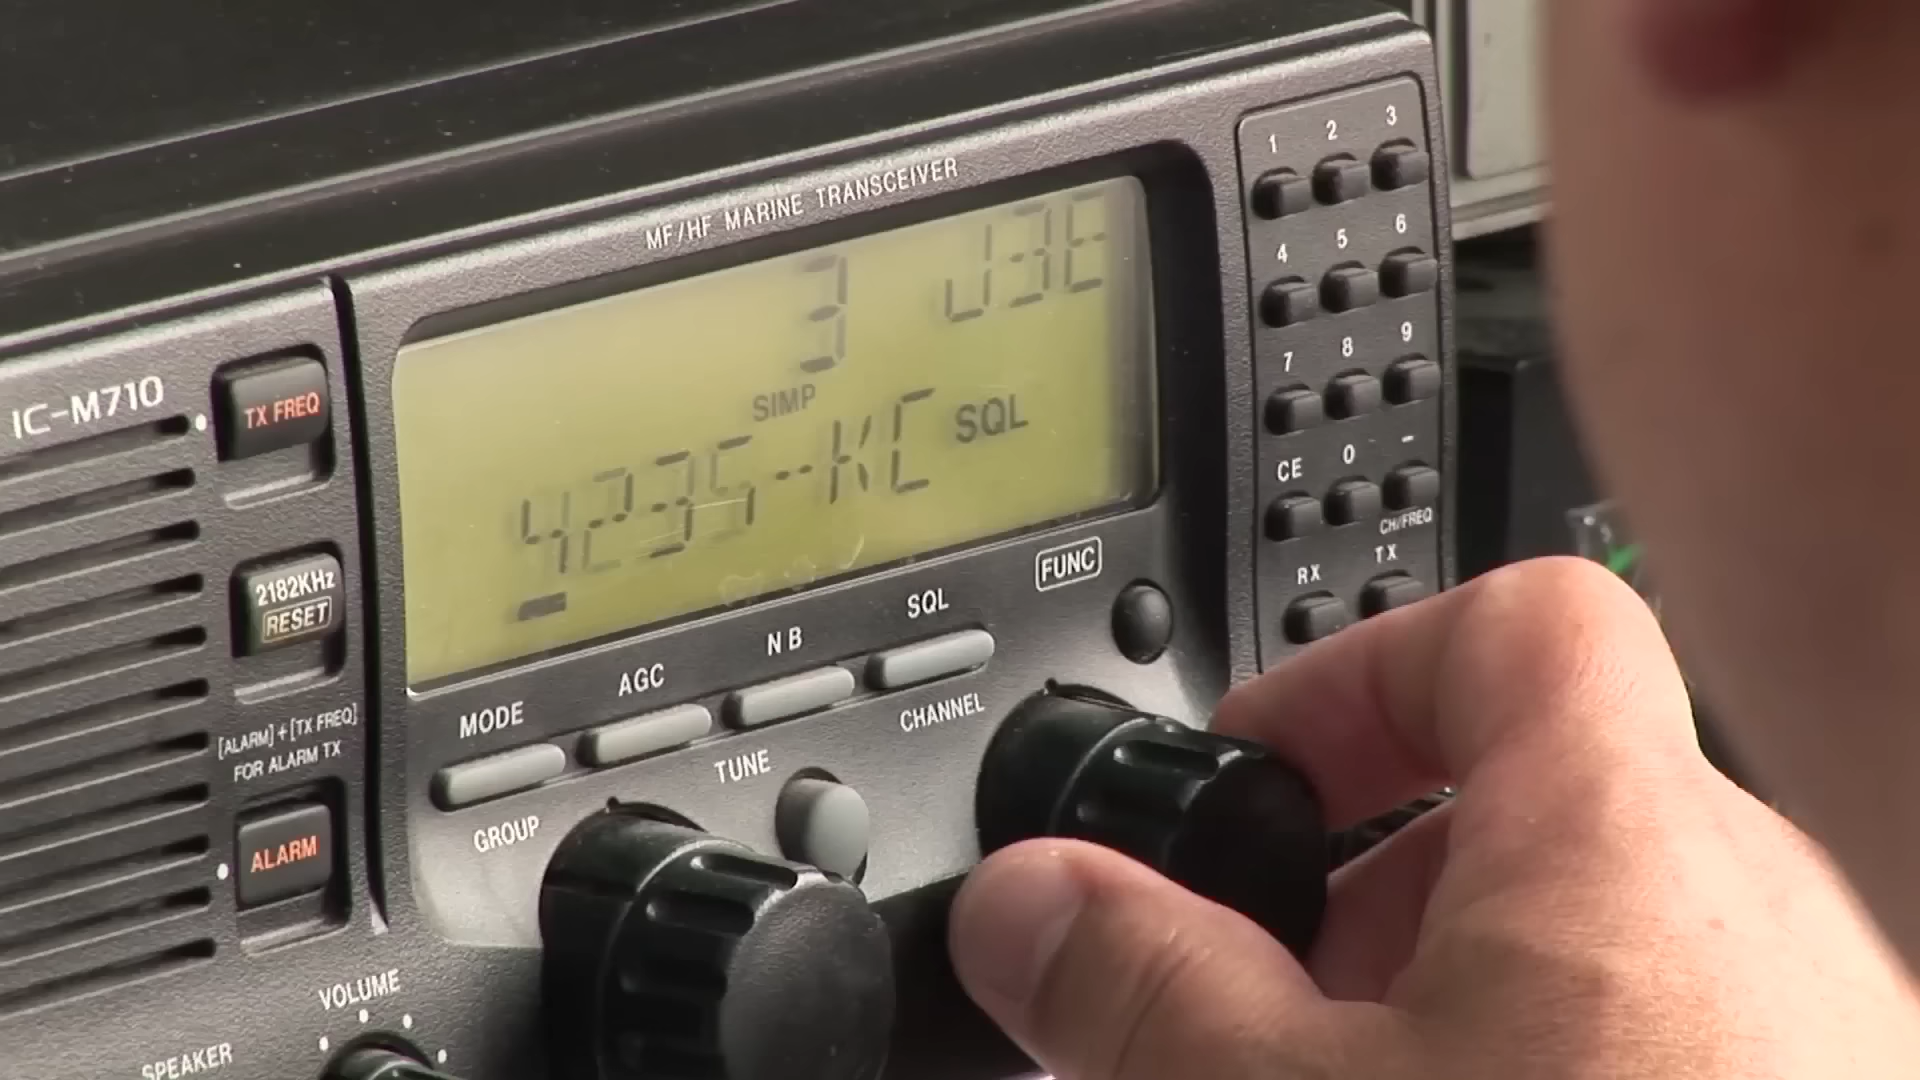 MF/HF MARINE TRANSCEIVER
IC-M710
3 J3E
SIMP
4235-KC SQL
TX FREQ
2182KHz
RESET
[ALARM]+[TX FREQ]
FOR ALARM TX
ALARM
MODE AGC NB SQL FUNC
GROUP TUNE CHANNEL
VOLUME
SPEAKER
1 2 3
4 5 6
7 8 9
CE 0 -
CH/FREQ
RX TX